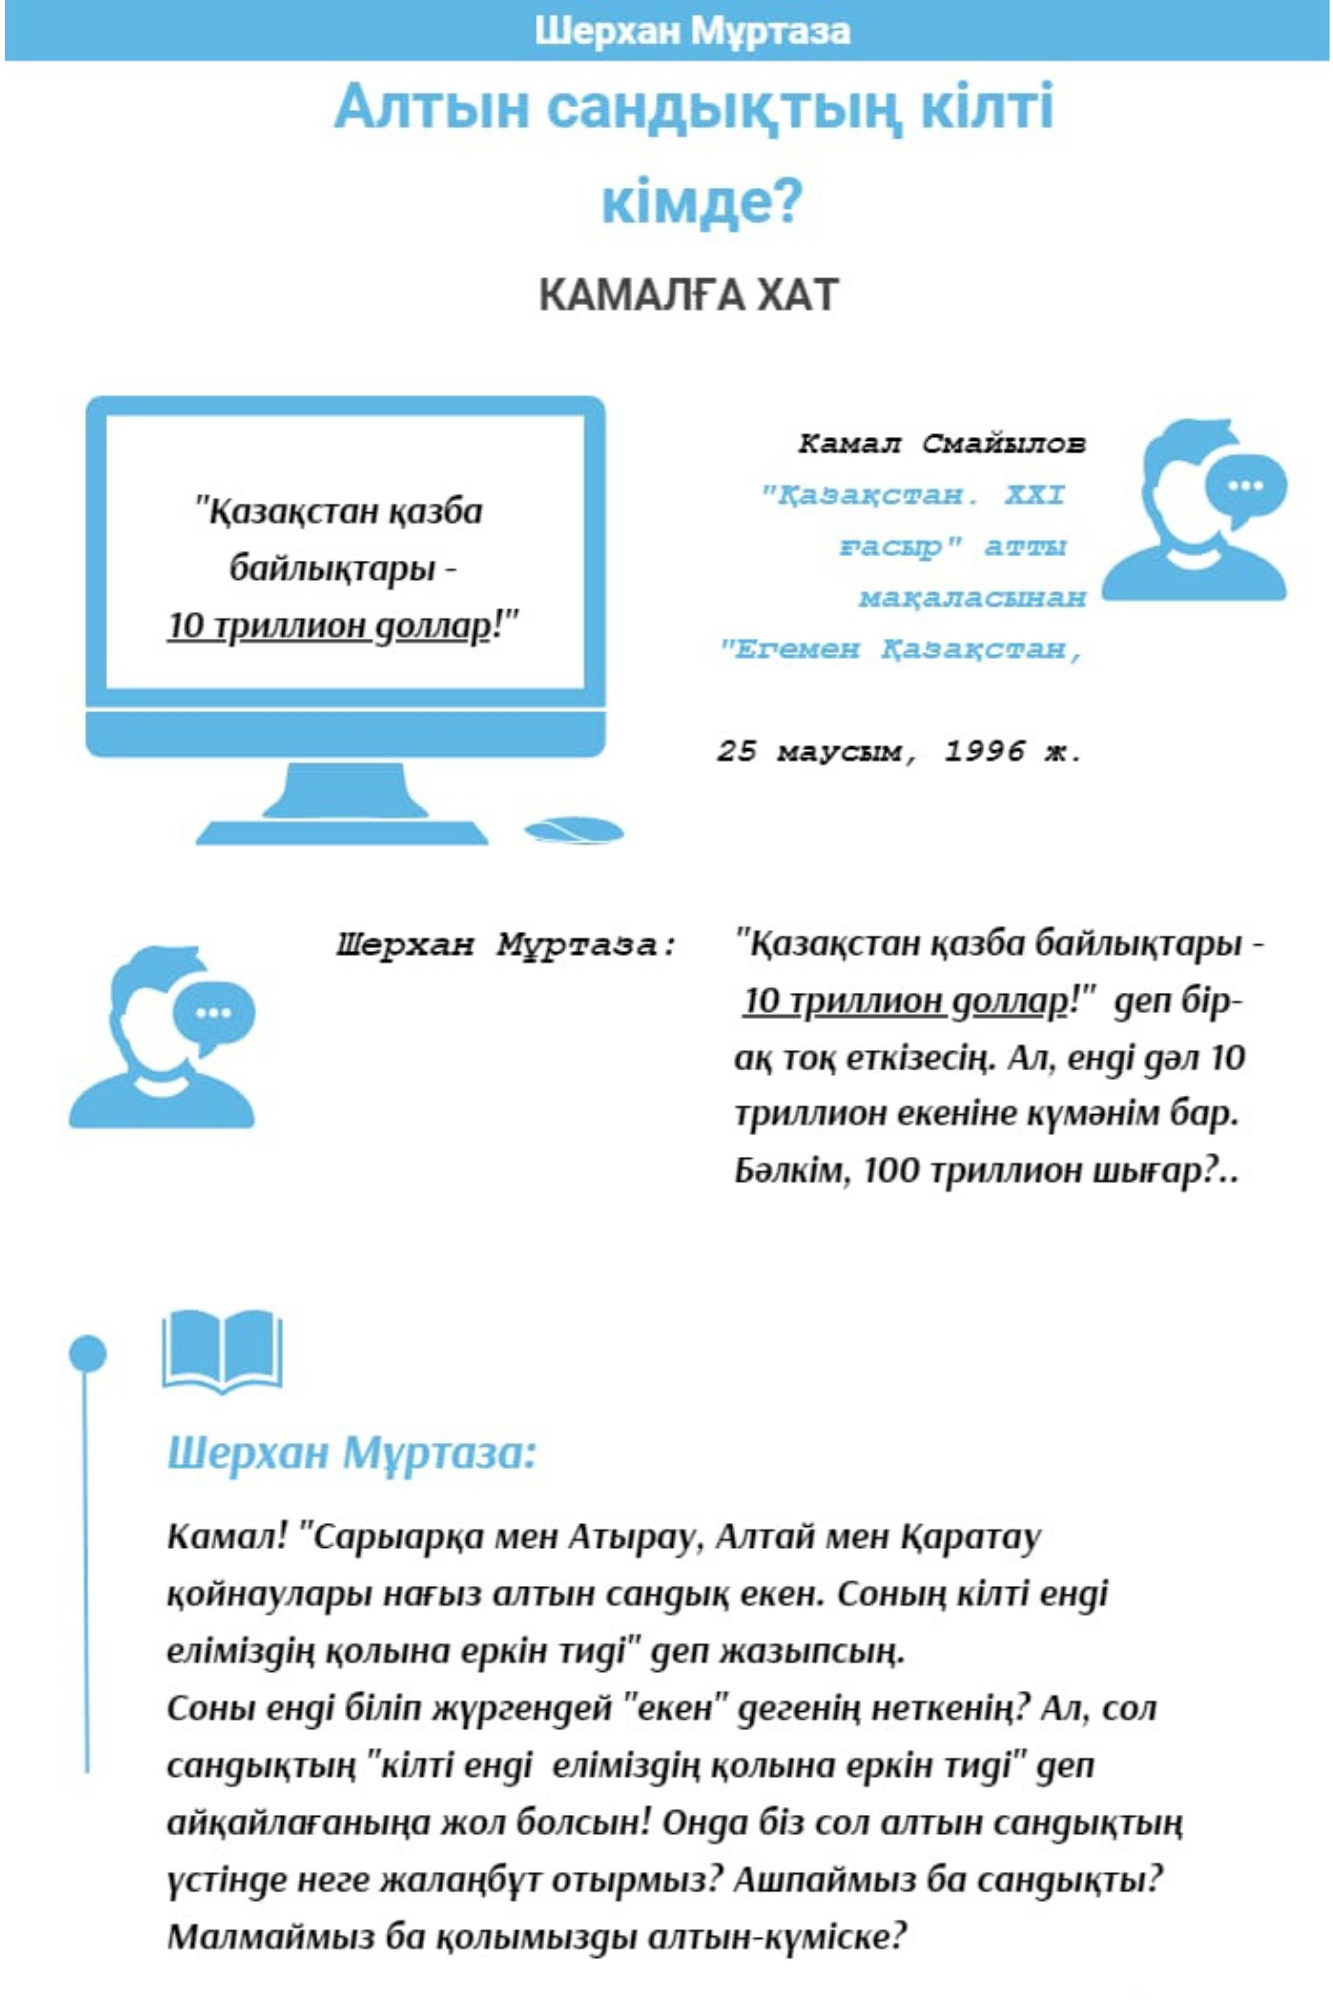 Шерхан Мұртаза
Алтын сандықтың кілті
кімде?
КАМАЛҒА ХАТ
"Қазақстан қазба
байлықтары -
10 триллион доллар!"
Камал Смайылов
"Қазақстан. XXI
ғасыр" атты
мақаласынан
"Егемен Қазақстан,
25 маусым, 1996 ж.
Шерхан Мұртаза:
"Қазақстан қазба байлықтары -
10 триллион доллар!" деп бір-
ақ тоқ еткізесің. Ал, енді дәл 10
триллион екеніне күмәнім бар.
Бәлкім, 100 триллион шығар?..
Шерхан Мұртаза:
Камал! "Сарыарқа мен Атырау, Алтай мен Қаратау
қойнаулары нағыз алтын сандық екен. Соның кілті енді
еліміздің қолына еркін тиді" деп жазыпсың.
Соны енді біліп жүргендей "екен" дегенің неткенің? Ал, сол
сандықтың "кілті енді еліміздің қолына еркін тиді" деп
айқайлағаныңа жол болсын! Онда біз сол алтын сандықтың
үстінде неге жалаңбұт отырмыз? Ашпаймыз ба сандықты?
Малмаймыз ба қолымызды алтын-күміске?